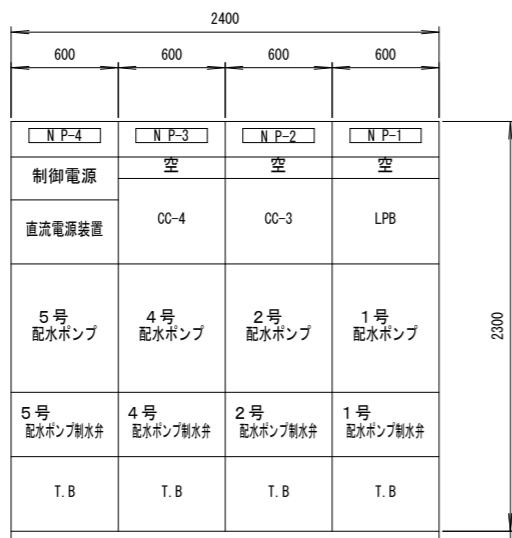 2400
600 600 600 600
N P-4 N P-3 N P-2 N P-1
空 空 空
制御電源
直流電源装置 CC-4 CC-3 LPB
5号 4号 2号 1号
配水ポンプ 配水ポンプ 配水ポンプ 配水ポンプ
2300
5号 4号 2号 1号
配水ポンプ制水弁 配水ポンプ制水弁 配水ポンプ制水弁 配水ポンプ制水弁
T.B T.B T.B T.B